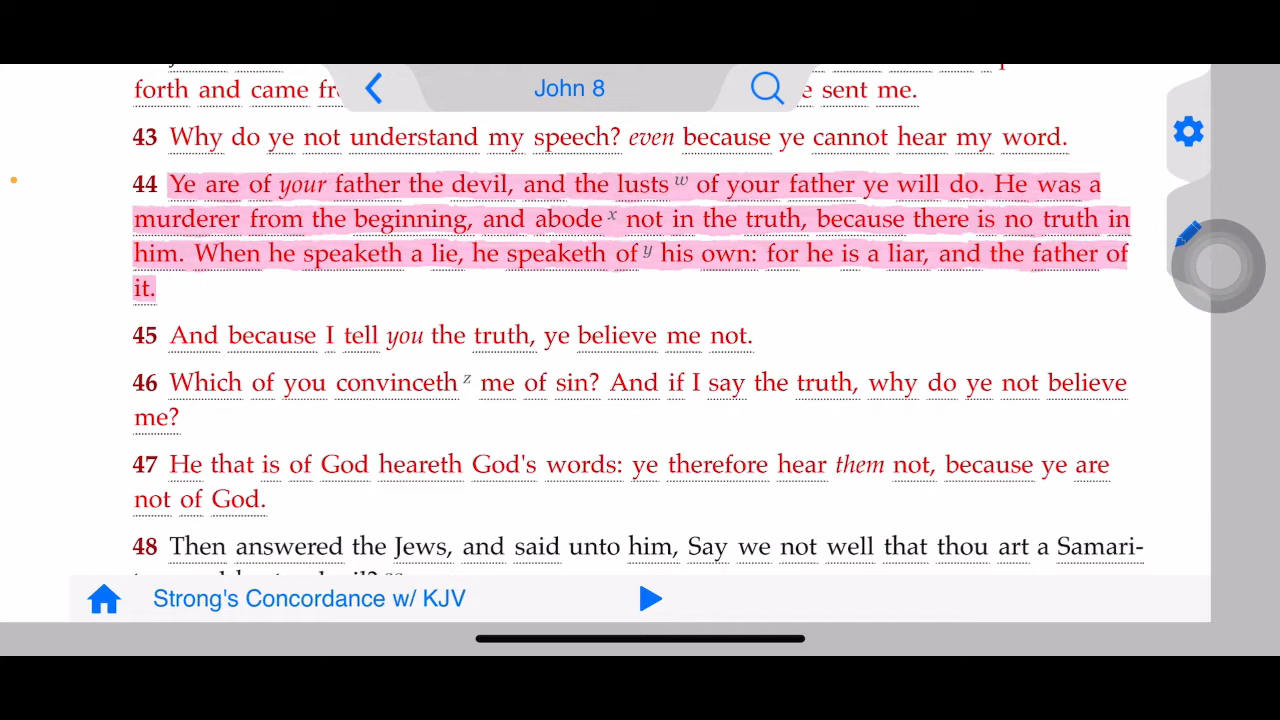 forth and came sent me.
John 8
43 Why do ye not understand my speech? even because ye cannot hear my word.
44 Ye are of your father the devil, and the lusts w of your father ye will do. He was a
murderer from the beginning, and abode x not in the truth, because there is no truth in
him. When he speaketh a lie, he speaketh of y his own: for he is a liar, and the father of
it.
45 And because I tell you the truth, ye believe me not.
46 Which of you convinceth z me of sin? And if I say the truth, why do ye not believe
me?
47 He that is of God heareth God's words: ye therefore hear them not, because ye are
not of God.
48 Then answered the Jews, and said unto him, Say we not well that thou art a Samari-
Strong's Concordance w/ KJV